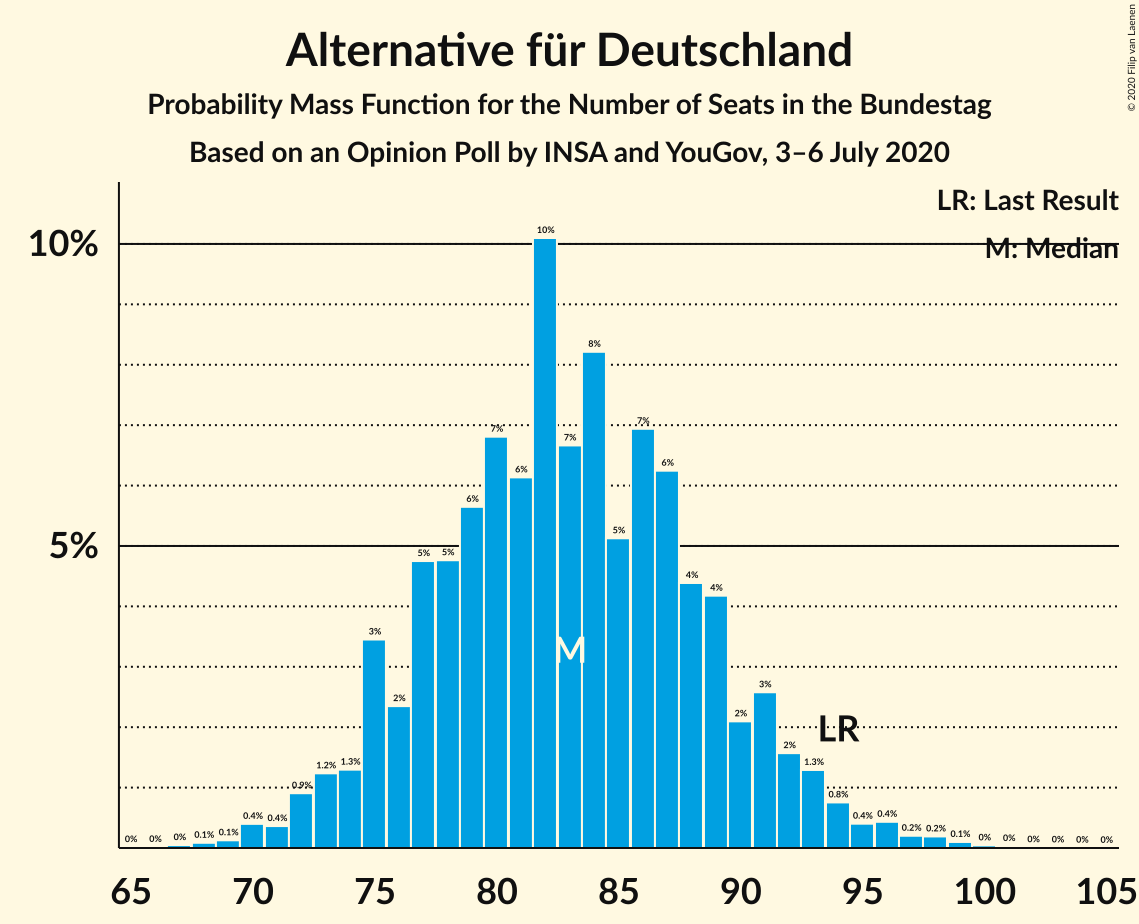 Alternative für Deutschland
Probability Mass Function for the Number of Seats in the Bundestag
Based on an Opinion Poll by INSA and YouGov, 3–6 July 2020
© 2020 Filip van Laenen
LR: Last Result
M: Median
10%
5%
0% 0% 0% 0.1% 0.1% 0.4% 0.4% 0.9% 1.2% 1.3% 3% 2% 5% 5% 6% 7% 6% 10% 7% 8% 5% 7% 6% 4% 4% 2% 3% 2% 1.3% 0.8% 0.4% 0.4% 0.2% 0.2% 0.1% 0% 0% 0% 0% 0% 0%
M
LR
65 70 75 80 85 90 95 100 105